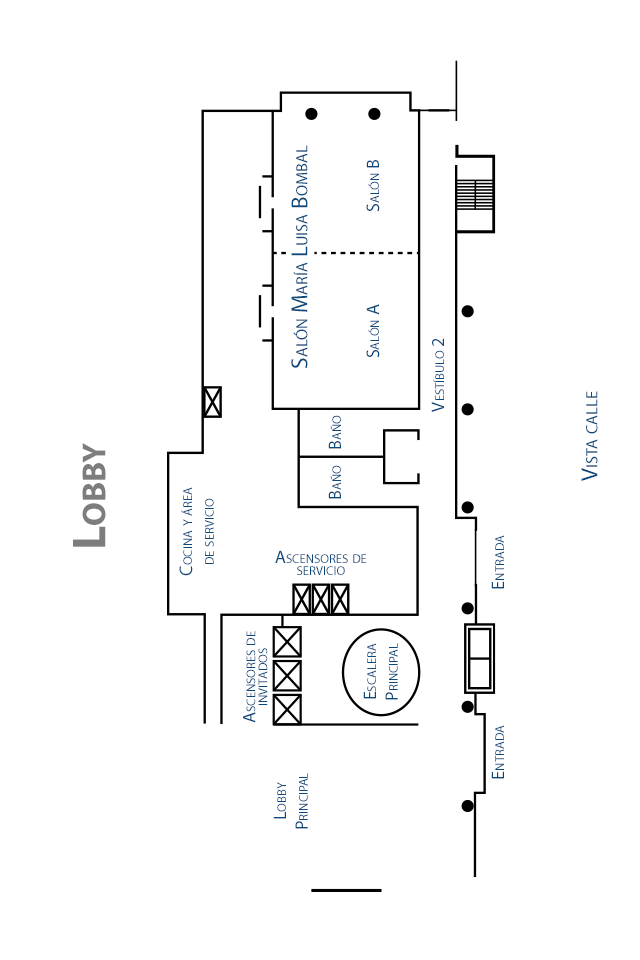 LOBBY
COCINA Y ÁREA
DE SERVICIO
ASCENSORES DE
INVITADOS
LOBBY
PRINCIPAL
ASCENSORES DE
SERVICIO
ESCALERA
PRINCIPAL
BAÑO
BAÑO
SALÓN MARÍA LUISA BOMBAL
SALÓN A
SALÓN B
VESTÍBULO 2
ENTRADA
ENTRADA
VISTA CALLE